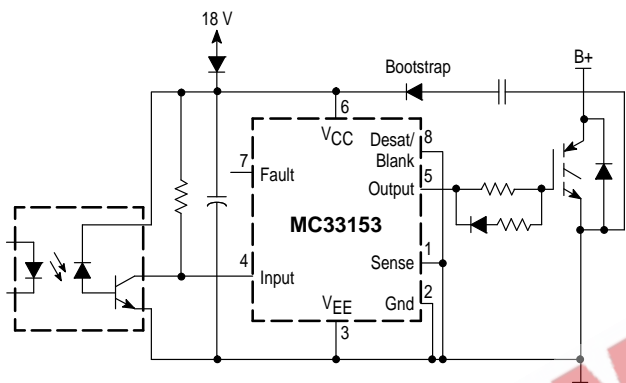 18 V
B+
Bootstrap
6
VCC
Desat/
Blank
8
7
Fault
5
Output
MC33153
4
Input
1
Sense
2
Gnd
VEE
3